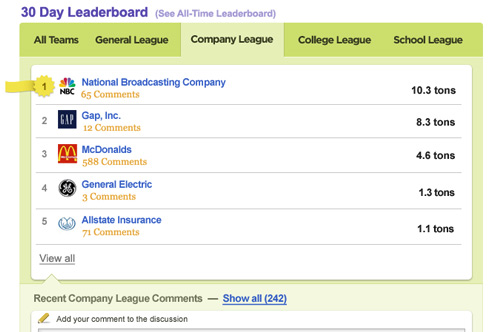 30 Day Leaderboard (See All-Time Leaderboard)
All Teams General League Company League College League School League
1 NBC National Broadcasting Company 10.3 tons
65 Comments
2 GAP Gap, Inc. 8.3 tons
12 Comments
3 McDonalds 4.6 tons
588 Comments
4 General Electric 1.3 tons
3 Comments
5 Allstate Insurance 1.1 tons
71 Comments
View all
Recent Company League Comments — Show all (242)
Add your comment to the discussion